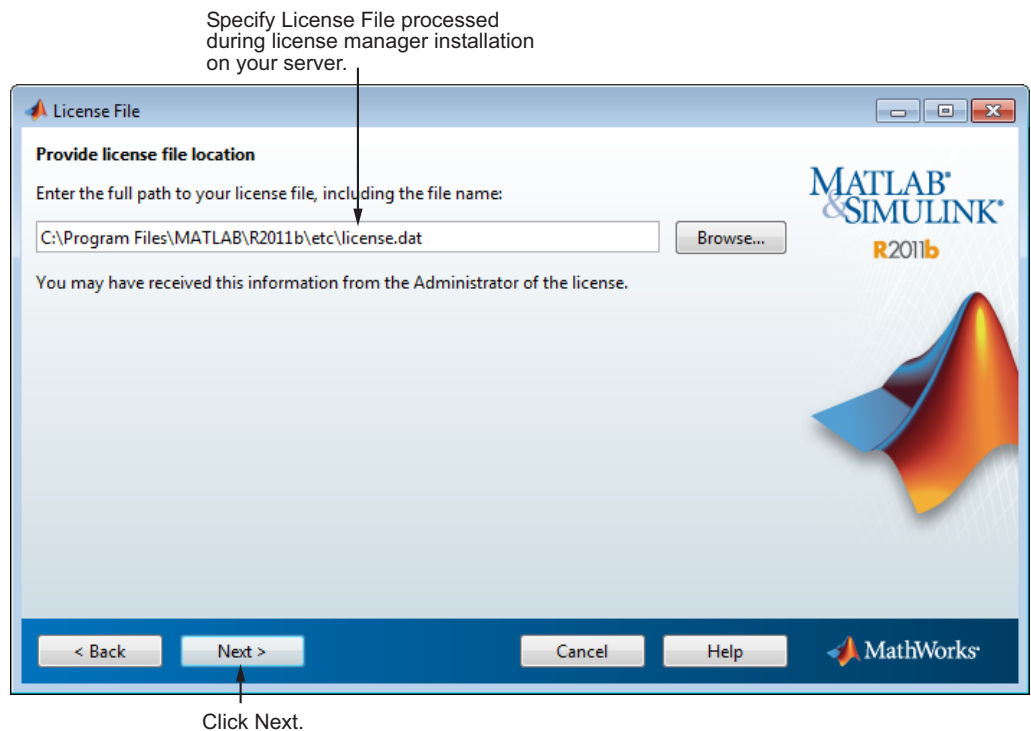 Specify License File processed
during license manager installation
on your server.
License File
Provide license file location
Enter the full path to your license file, including the file name:
C:\Program Files\MATLAB\R2011b\etc\license.dat
Browse...
You may have received this information from the Administrator of the license.
MATLAB®
&SIMULINK®
R2011b
< Back
Next >
Cancel
Help
MathWorks®
Click Next.